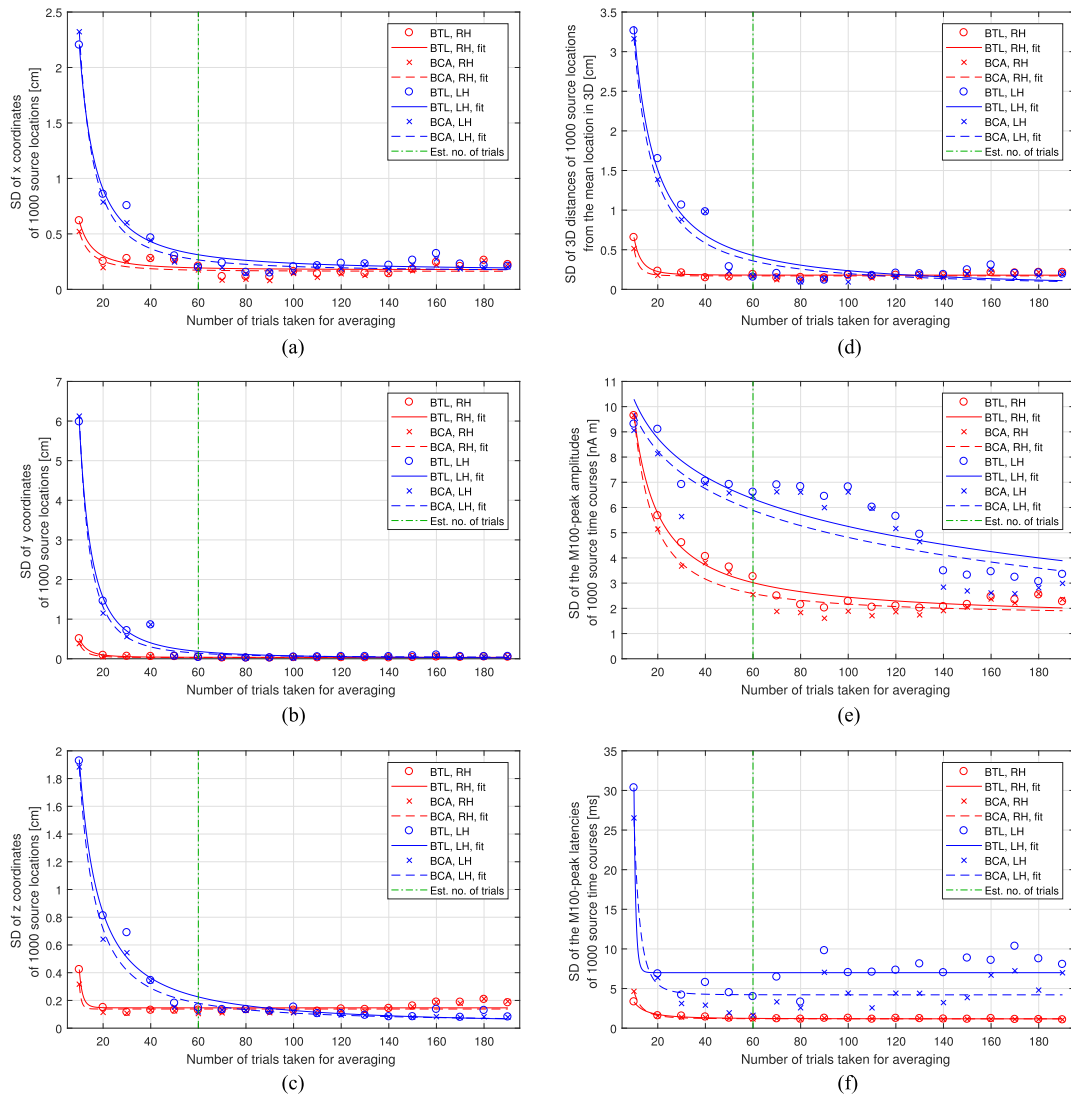 2.5
2
1.5
1
0.5
0
SD of x coordinates
of 1000 source locations [cm]
20 40 60 80 100 120 140 160 180
Number of trials taken for averaging
BTL, RH
BTL, RH, fit
BCA, RH
BCA, RH, fit
BTL, LH
BTL, LH, fit
BCA, LH
BCA, LH, fit
Est. no. of trials
(a)
3.5
3
2.5
2
1.5
1
0.5
0
SD of 3D distances of 1000 source locations
from the mean location in 3D [cm]
20 40 60 80 100 120 140 160 180
Number of trials taken for averaging
BTL, RH
BTL, RH, fit
BCA, RH
BCA, RH, fit
BTL, LH
BTL, LH, fit
BCA, LH
BCA, LH, fit
Est. no. of trials
(d)
7
6
5
4
3
2
1
0
SD of y coordinates
of 1000 source locations [cm]
20 40 60 80 100 120 140 160 180
Number of trials taken for averaging
BTL, RH
BTL, RH, fit
BCA, RH
BCA, RH, fit
BTL, LH
BTL, LH, fit
BCA, LH
BCA, LH, fit
Est. no. of trials
(b)
11
10
9
8
7
6
5
4
3
2
1
0
SD of the M100-peak amplitudes
of 1000 source time courses [nA m]
20 40 60 80 100 120 140 160 180
Number of trials taken for averaging
BTL, RH
BTL, RH, fit
BCA, RH
BCA, RH, fit
BTL, LH
BTL, LH, fit
BCA, LH
BCA, LH, fit
Est. no. of trials
(e)
2
1.8
1.6
1.4
1.2
1
0.8
0.6
0.4
0.2
0
SD of z coordinates
of 1000 source locations [cm]
20 40 60 80 100 120 140 160 180
Number of trials taken for averaging
BTL, RH
BTL, RH, fit
BCA, RH
BCA, RH, fit
BTL, LH
BTL, LH, fit
BCA, LH
BCA, LH, fit
Est. no. of trials
(c)
35
30
25
20
15
10
5
0
SD of the M100-peak latencies
of 1000 source time courses [ms]
20 40 60 80 100 120 140 160 180
Number of trials taken for averaging
BTL, RH
BTL, RH, fit
BCA, RH
BCA, RH, fit
BTL, LH
BTL, LH, fit
BCA, LH
BCA, LH, fit
Est. no. of trials
(f)